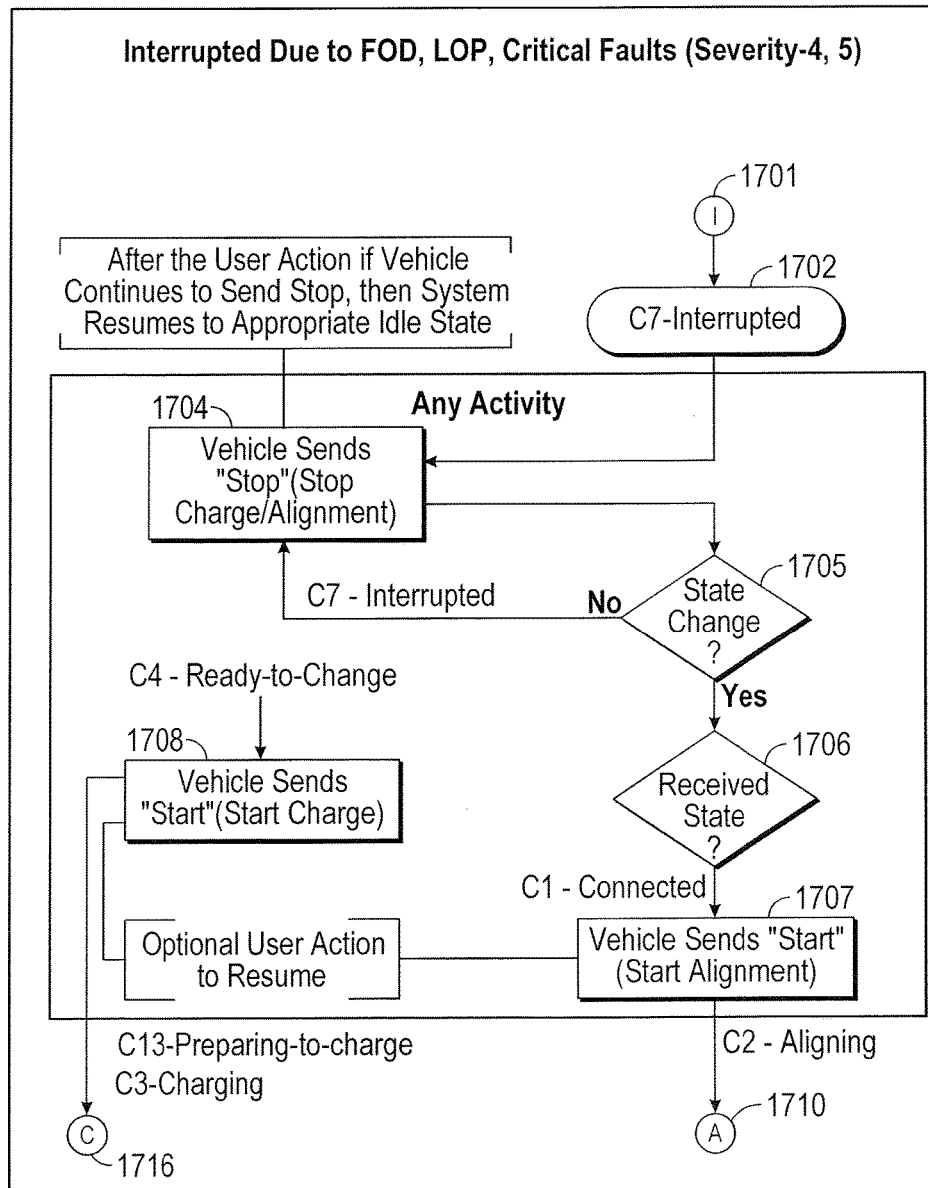 Interrupted Due to FOD, LOP, Critical Faults (Severity-4, 5)
1701
I
1702
C7-Interrupted
After the User Action if Vehicle
Continues to Send Stop, then System
Resumes to Appropriate Idle State
Any Activity
1704
Vehicle Sends
"Stop"(Stop
Charge/Alignment)
1705
State
Change
?
No
C7 - Interrupted
Yes
C4 - Ready-to-Change
1708
Vehicle Sends
"Start"(Start Charge)
1706
Received
State
?
C1 - Connected
1707
Vehicle Sends "Start"
(Start Alignment)
Optional User Action
to Resume
C13-Preparing-to-charge
C3-Charging
C2 - Aligning
C
1716
A
1710